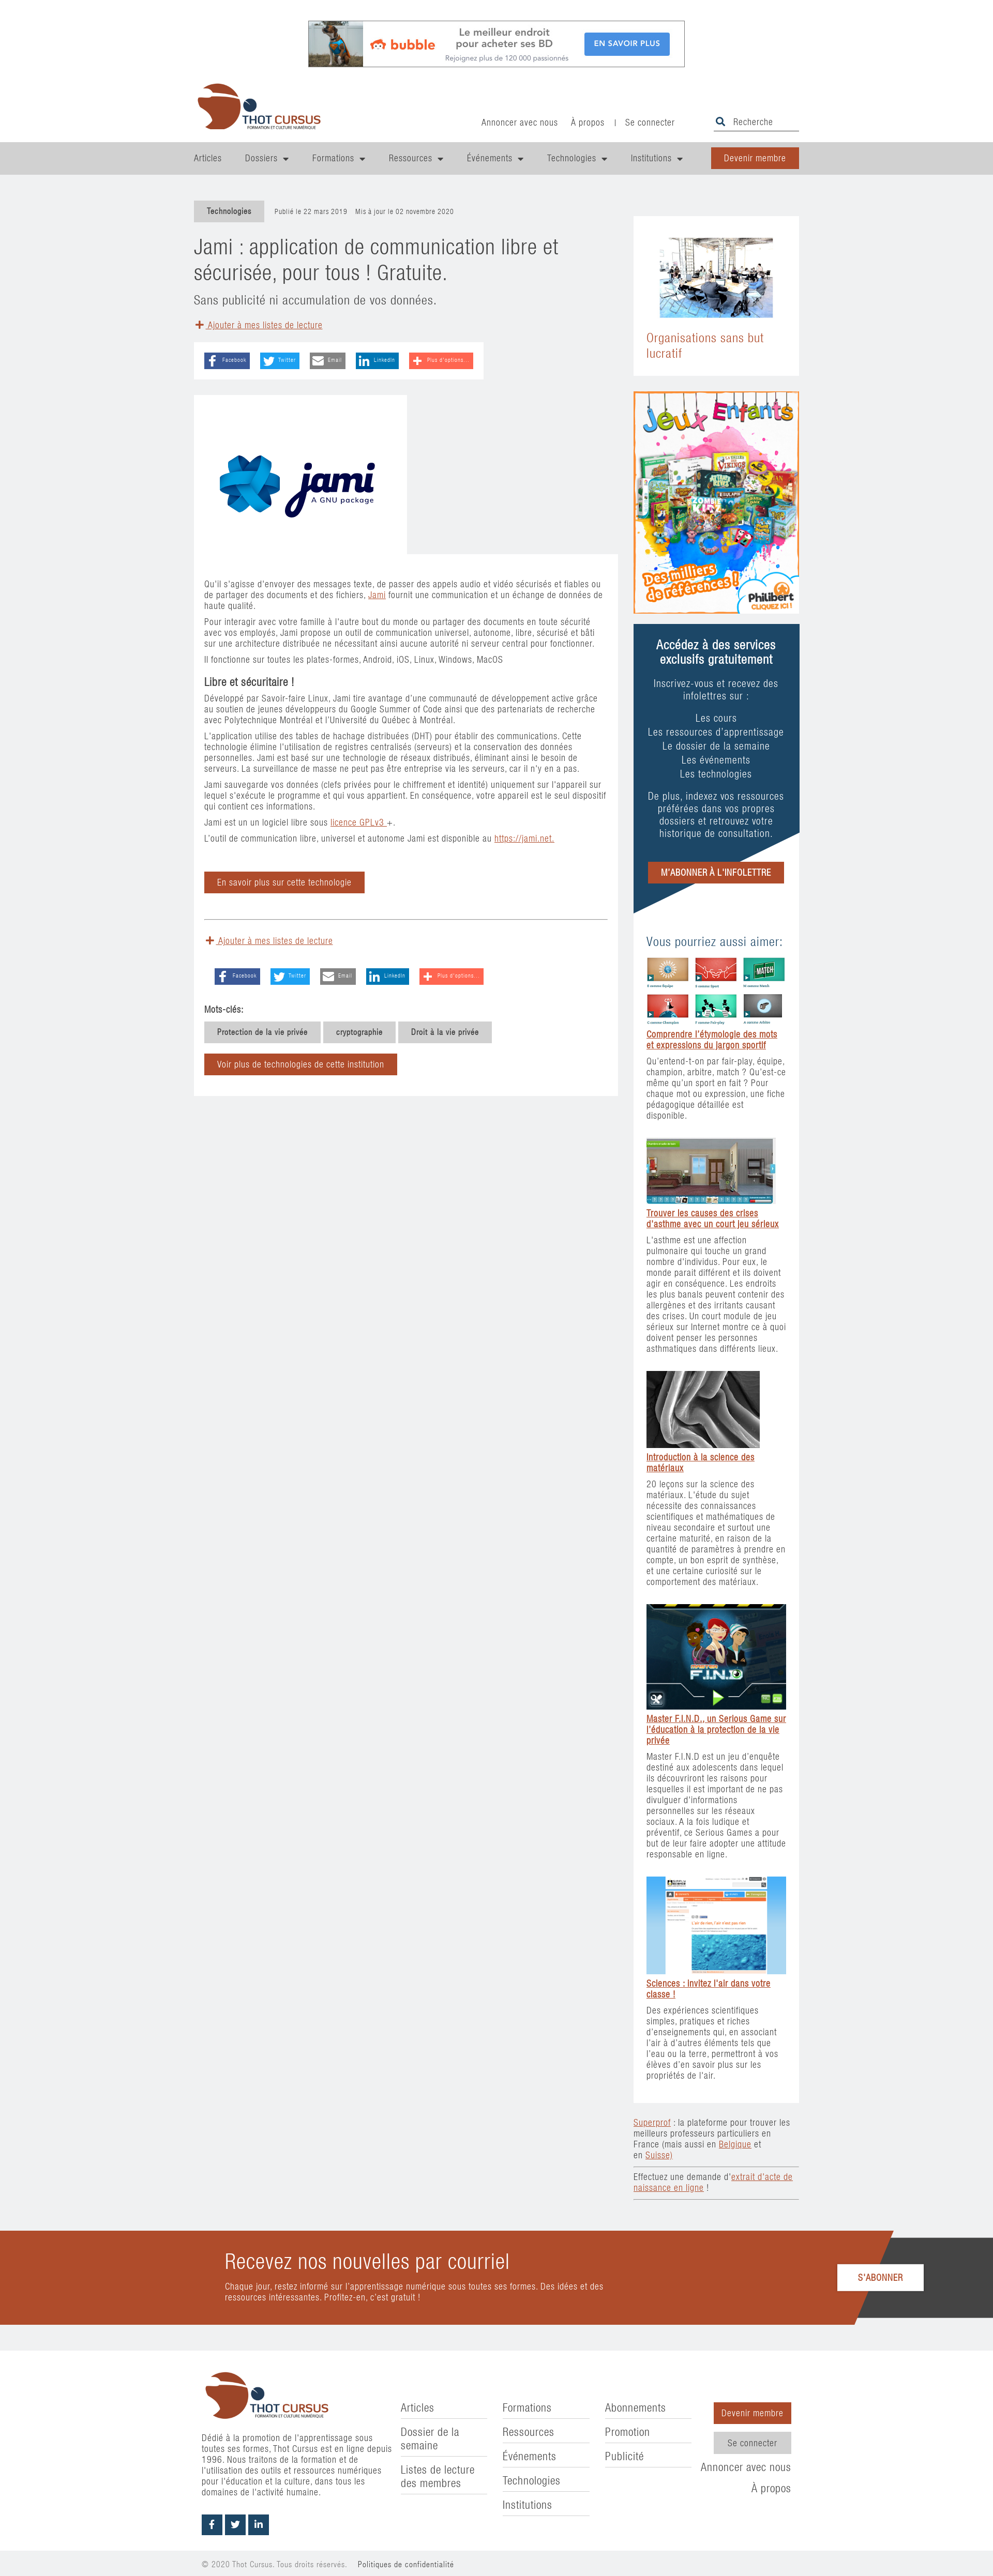 bubble
Le meilleur endroit
pour acheter ses BD
Rejoignez plus de 120 000 passionnés
EN SAVOIR PLUS
THOT CURSUS
FORMATION ET CULTURE NUMÉRIQUE
Annoncer avec nous À propos | Se connecter
Recherche
Articles Dossiers Formations Ressources Événements Technologies Institutions
Devenir membre
Technologies Publié le 22 mars 2019 Mis à jour le 02 novembre 2020
Jami : application de communication libre et
sécurisée, pour tous ! Gratuite.
Sans publicité ni accumulation de vos données.
Ajouter à mes listes de lecture
Facebook Twitter Email LinkedIn Plus d'options...
jami
A GNU package
Qu'il s'agisse d'envoyer des messages texte, de passer des appels audio et vidéo sécurisés et fiables ou
de partager des documents et des fichiers, Jami fournit une communication et un échange de données de
haute qualité.
Pour interagir avec votre famille à l'autre bout du monde ou partager des documents en toute sécurité
avec vos employés, Jami propose un outil de communication universel, autonome, libre, sécurisé et bâti
sur une architecture distribuée ne nécessitant ainsi aucune autorité ni serveur central pour fonctionner.
Il fonctionne sur toutes les plates-formes, Android, iOS, Linux, Windows, MacOS
Libre et sécuritaire !
Développé par Savoir-faire Linux, Jami tire avantage d'une communauté de développement active grâce
au soutien de jeunes développeurs du Google Summer of Code ainsi que des partenariats de recherche
avec Polytechnique Montréal et l'Université du Québec à Montréal.
L'application utilise des tables de hachage distribuées (DHT) pour établir des communications. Cette
technologie élimine l'utilisation de registres centralisés (serveurs) et la conservation des données
personnelles. Jami est basé sur une technologie de réseaux distribués, éliminant ainsi le besoin de
serveurs. La surveillance de masse ne peut pas être entreprise via les serveurs, car il n'y en a pas.
Jami sauvegarde vos données (clefs privées pour le chiffrement et identité) uniquement sur l'appareil sur
lequel s'exécute le programme et qui vous appartient. En conséquence, votre appareil est le seul dispositif
qui contient ces informations.
Jami est un un logiciel libre sous licence GPLv3 +.
L'outil de communication libre, universel et autonome Jami est disponible au https://jami.net.
En savoir plus sur cette technologie
Ajouter à mes listes de lecture
Facebook Twitter Email LinkedIn Plus d'options...
Mots-clés:
Protection de la vie privée cryptographie Droit à la vie privée
Voir plus de technologies de cette institution
Organisations sans but
lucratif
Jeux Enfants
Des milliers
de références !
Philibert
CLIQUEZ ICI !
Accédez à des services
exclusifs gratuitement
Inscrivez-vous et recevez des
infolettres sur :
Les cours
Les ressources d'apprentissage
Le dossier de la semaine
Les événements
Les technologies
De plus, indexez vos ressources
préférées dans vos propres
dossiers et retrouvez votre
historique de consultation.
M'ABONNER À L'INFOLETTRE
Vous pourriez aussi aimer:
MATCH
Comprendre l'étymologie des mots
et expressions du jargon sportif
Qu'entend-t-on par fair-play, équipe,
champion, arbitre, match ? Qu'est-ce
même qu'un sport en fait ? Pour
chaque mot ou expression, une fiche
pédagogique détaillée est
disponible.
Trouver les causes des crises
d'asthme avec un court jeu sérieux
L'asthme est une affection
pulmonaire qui touche un grand
nombre d'individus. Pour eux, le
monde parait différent et ils doivent
agir en conséquence. Les endroits
les plus banals peuvent contenir des
allergènes et des irritants causant
des crises. Un court module de jeu
sérieux sur Internet montre ce à quoi
doivent penser les personnes
asthmatiques dans différents lieux.
Introduction à la science des
matériaux
20 leçons sur la science des
matériaux. L'étude du sujet
nécessite des connaissances
scientifiques et mathématiques de
niveau secondaire et surtout une
certaine maturité, en raison de la
quantité de paramètres à prendre en
compte, un bon esprit de synthèse,
et une certaine curiosité sur le
comportement des matériaux.
MASTER
F.I.N.D
Master F.I.N.D., un Serious Game sur
l'éducation à la protection de la vie
privée
Master F.I.N.D est un jeu d'enquête
destiné aux adolescents dans lequel
ils découvriront les raisons pour
lesquelles il est important de ne pas
divulguer d'informations
personnelles sur les réseaux
sociaux. A la fois ludique et
préventif, ce Serious Games a pour
but de leur faire adopter une attitude
responsable en ligne.
Sciences : invitez l'air dans votre
classe !
Des expériences scientifiques
simples, pratiques et riches
d'enseignements qui, en associant
l'air à d'autres éléments tels que
l'eau ou la terre, permettront à vos
élèves d'en savoir plus sur les
propriétés de l'air.
Superprof : la plateforme pour trouver les
meilleurs professeurs particuliers en
France (mais aussi en Belgique et
en Suisse)
Effectuez une demande d'extrait d'acte de
naissance en ligne !
Recevez nos nouvelles par courriel
Chaque jour, restez informé sur l'apprentissage numérique sous toutes ses formes. Des idées et des
ressources intéressantes. Profitez-en, c'est gratuit !
S'ABONNER
THOT CURSUS
FORMATION ET CULTURE NUMÉRIQUE
Dédié à la promotion de l'apprentissage sous
toutes ses formes, Thot Cursus est en ligne depuis
1996. Nous traitons de la formation et de
l'utilisation des outils et ressources numériques
pour l'éducation et la culture, dans tous les
domaines de l'activité humaine.
Articles
Dossier de la
semaine
Listes de lecture
des membres
Formations
Ressources
Événements
Technologies
Institutions
Abonnements
Promotion
Publicité
Devenir membre
Se connecter
Annoncer avec nous
À propos
© 2020 Thot Cursus. Tous droits réservés. Politiques de confidentialité